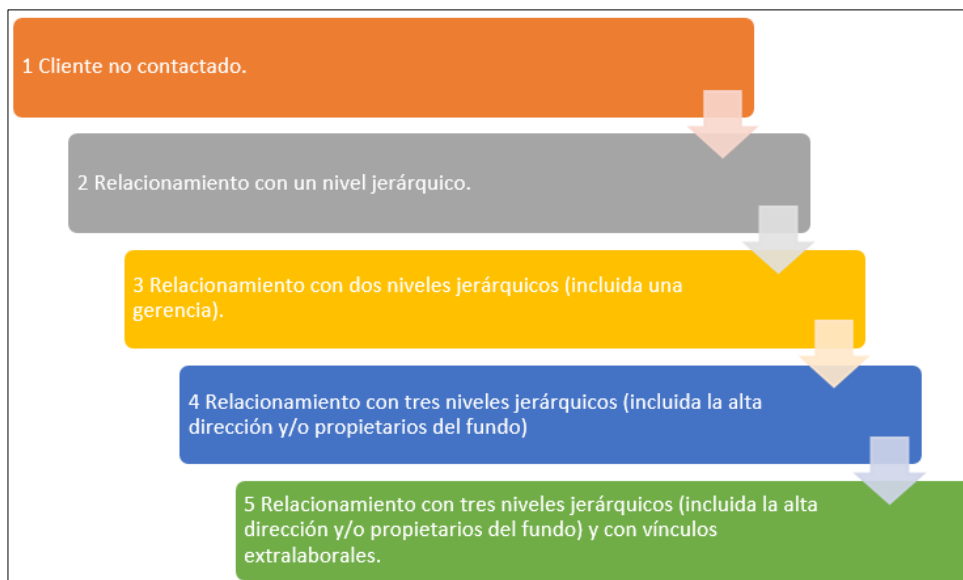 1 Cliente no contactado.
2 Relacionamiento con un nivel jerárquico.
3 Relacionamiento con dos niveles jerárquicos (incluida una
gerencia).
4 Relacionamiento con tres niveles jerárquicos (incluida la alta
dirección y/o propietarios del fundo)
5 Relacionamiento con tres niveles jerárquicos (incluida la alta
dirección y/o propietarios del fundo) y con vínculos
extralaborales.